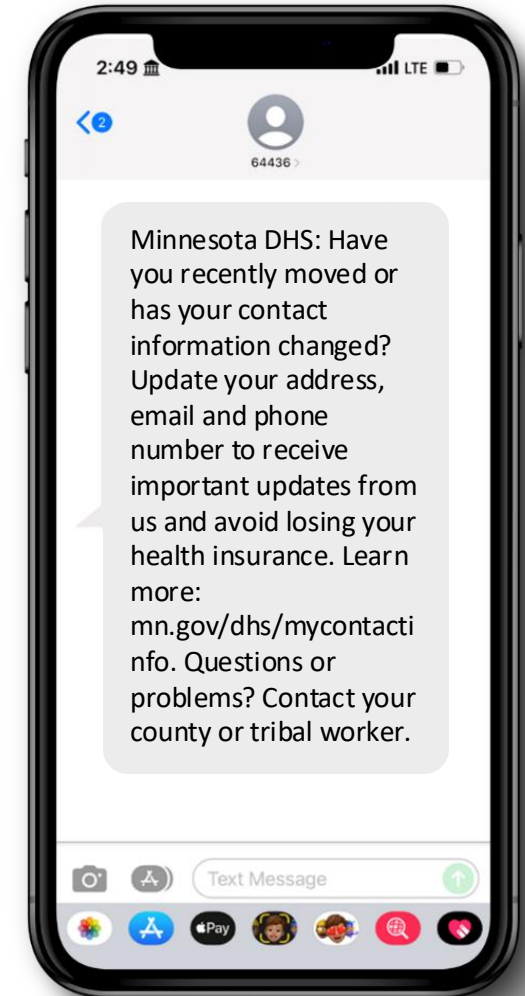 2:49 LTE
2
64436 >
Minnesota DHS: Have
you recently moved or
has your contact
information changed?
Update your address,
email and phone
number to receive
important updates from
us and avoid losing your
health insurance. Learn
more:
mn.gov/dhs/mycontacti
nfo. Questions or
problems? Contact your
county or tribal worker.
Text Message
Pay